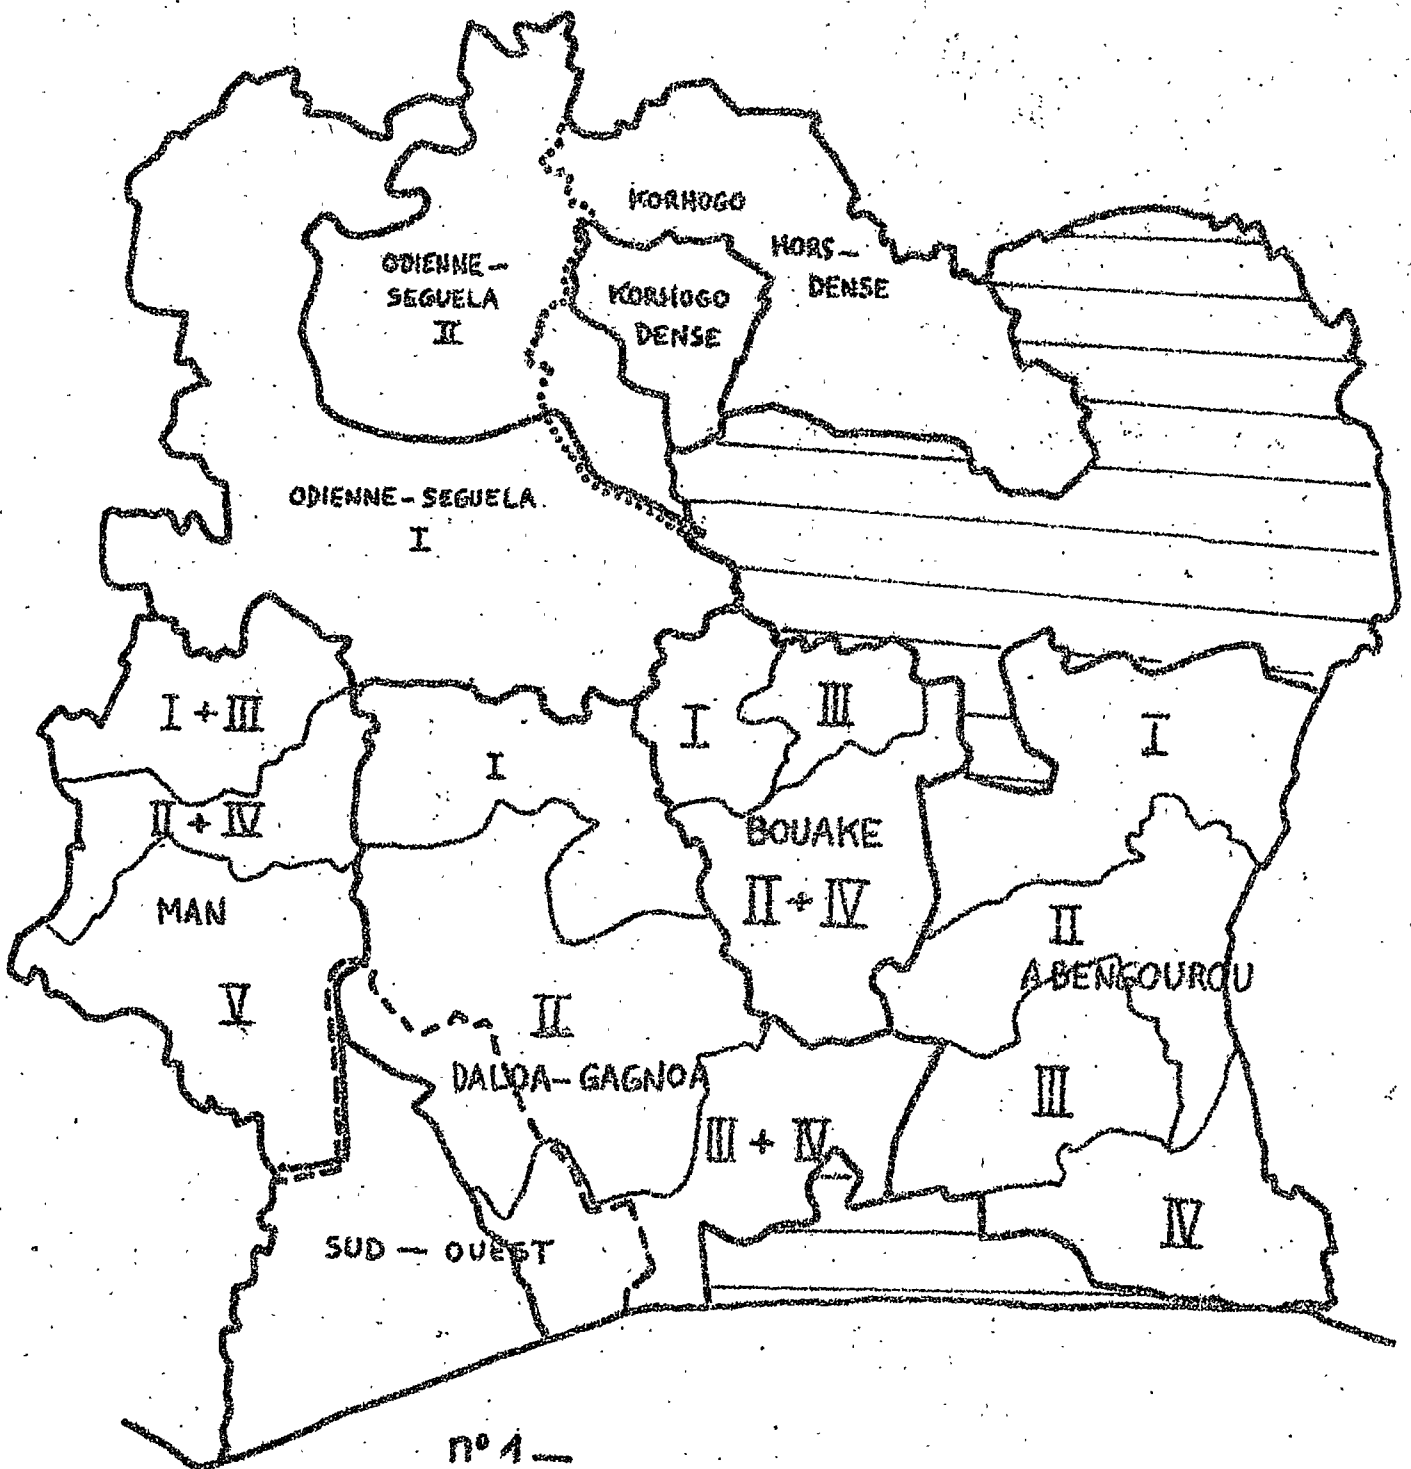 KORHOGO
HORS-
DENSE
ODIENNE-
SEGUELA
II
KORHOGO
DENSE
ODIENNE-SEGUELA
I
I + III
I
I
III
I
II + IV
BOUAKE
II + IV
MAN
II
ABENGOUROU
V
II
DALOA-GAGNOA
III
III + IV
IV
SUD - OUEST
n° 1 -